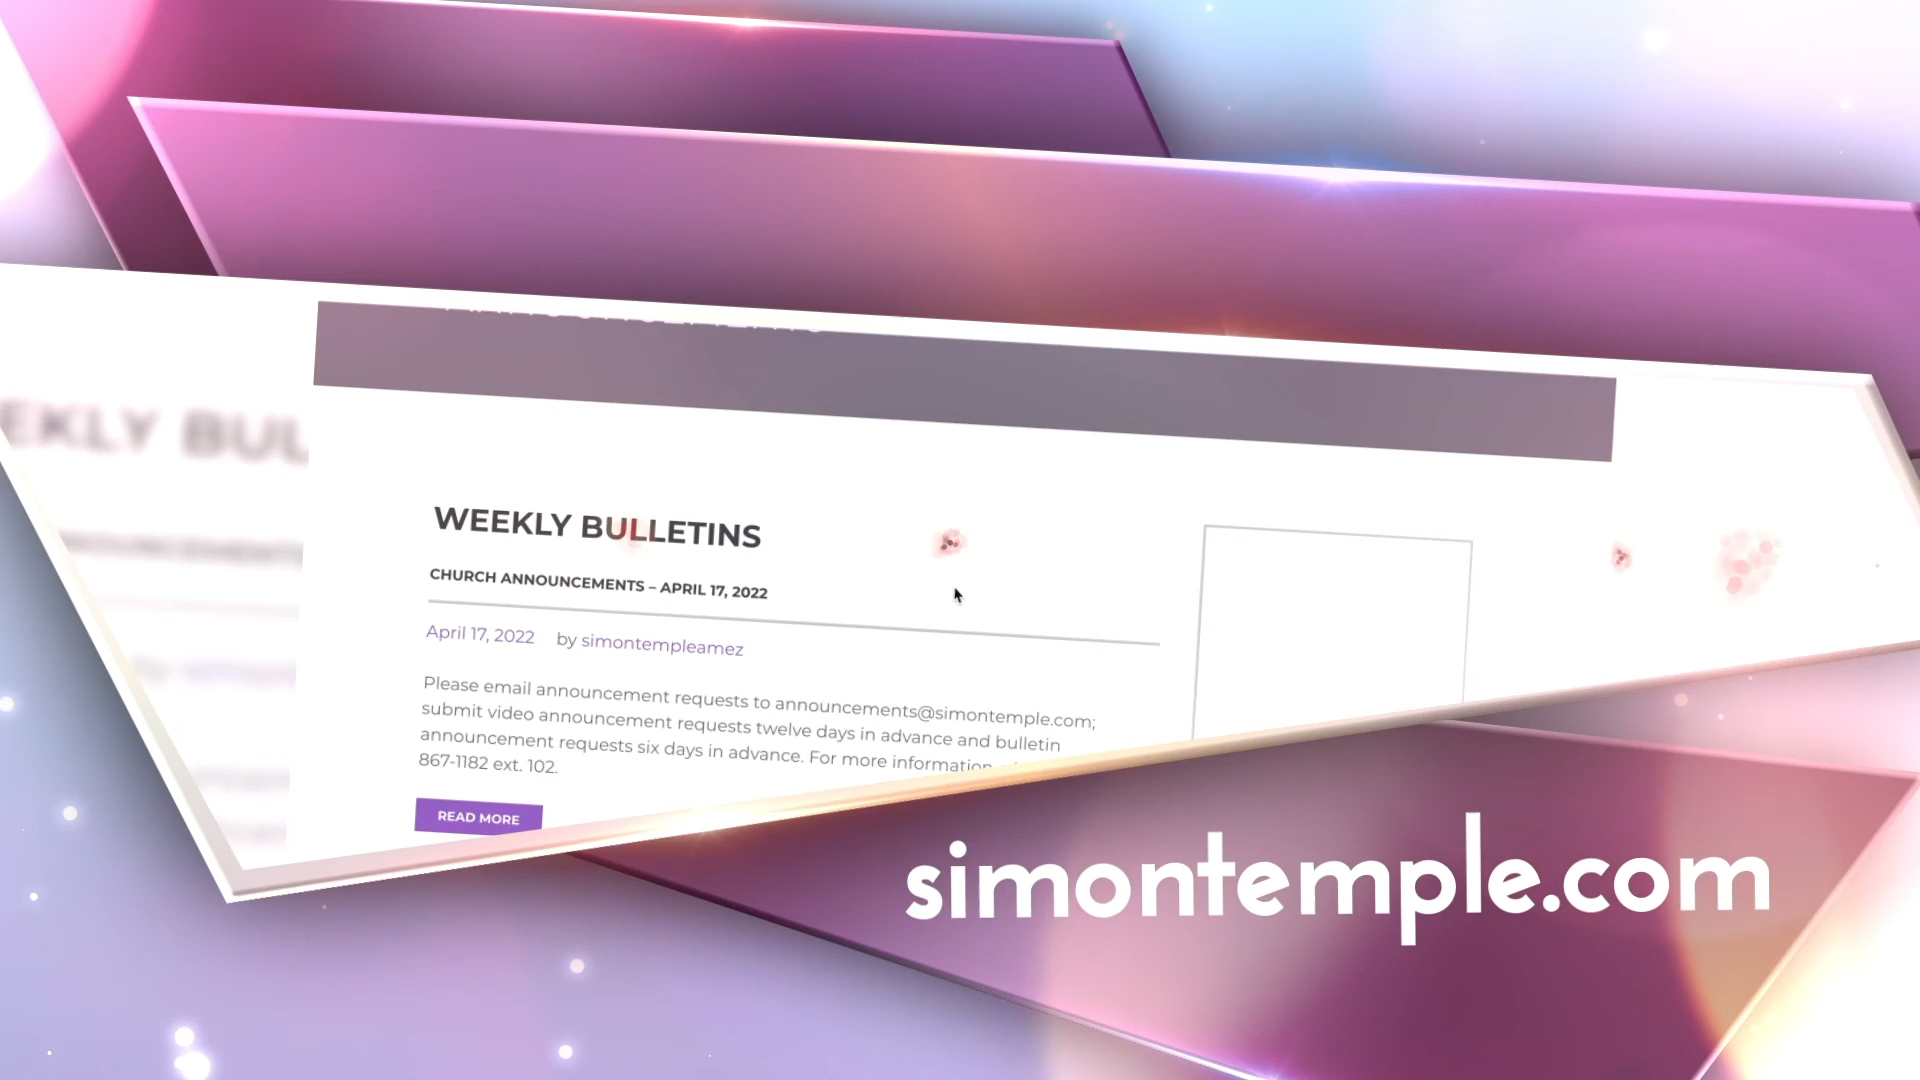 WEEKLY BULLETINS
CHURCH ANNOUNCEMENTS – APRIL 17, 2022
April 17, 2022 by simontempleamez
Please email announcement requests to announcements@simontemple.com;
submit video announcement requests twelve days in advance and bulletin
announcement requests six days in advance. For more information
867-1182 ext. 102.
READ MORE
simontemple.com